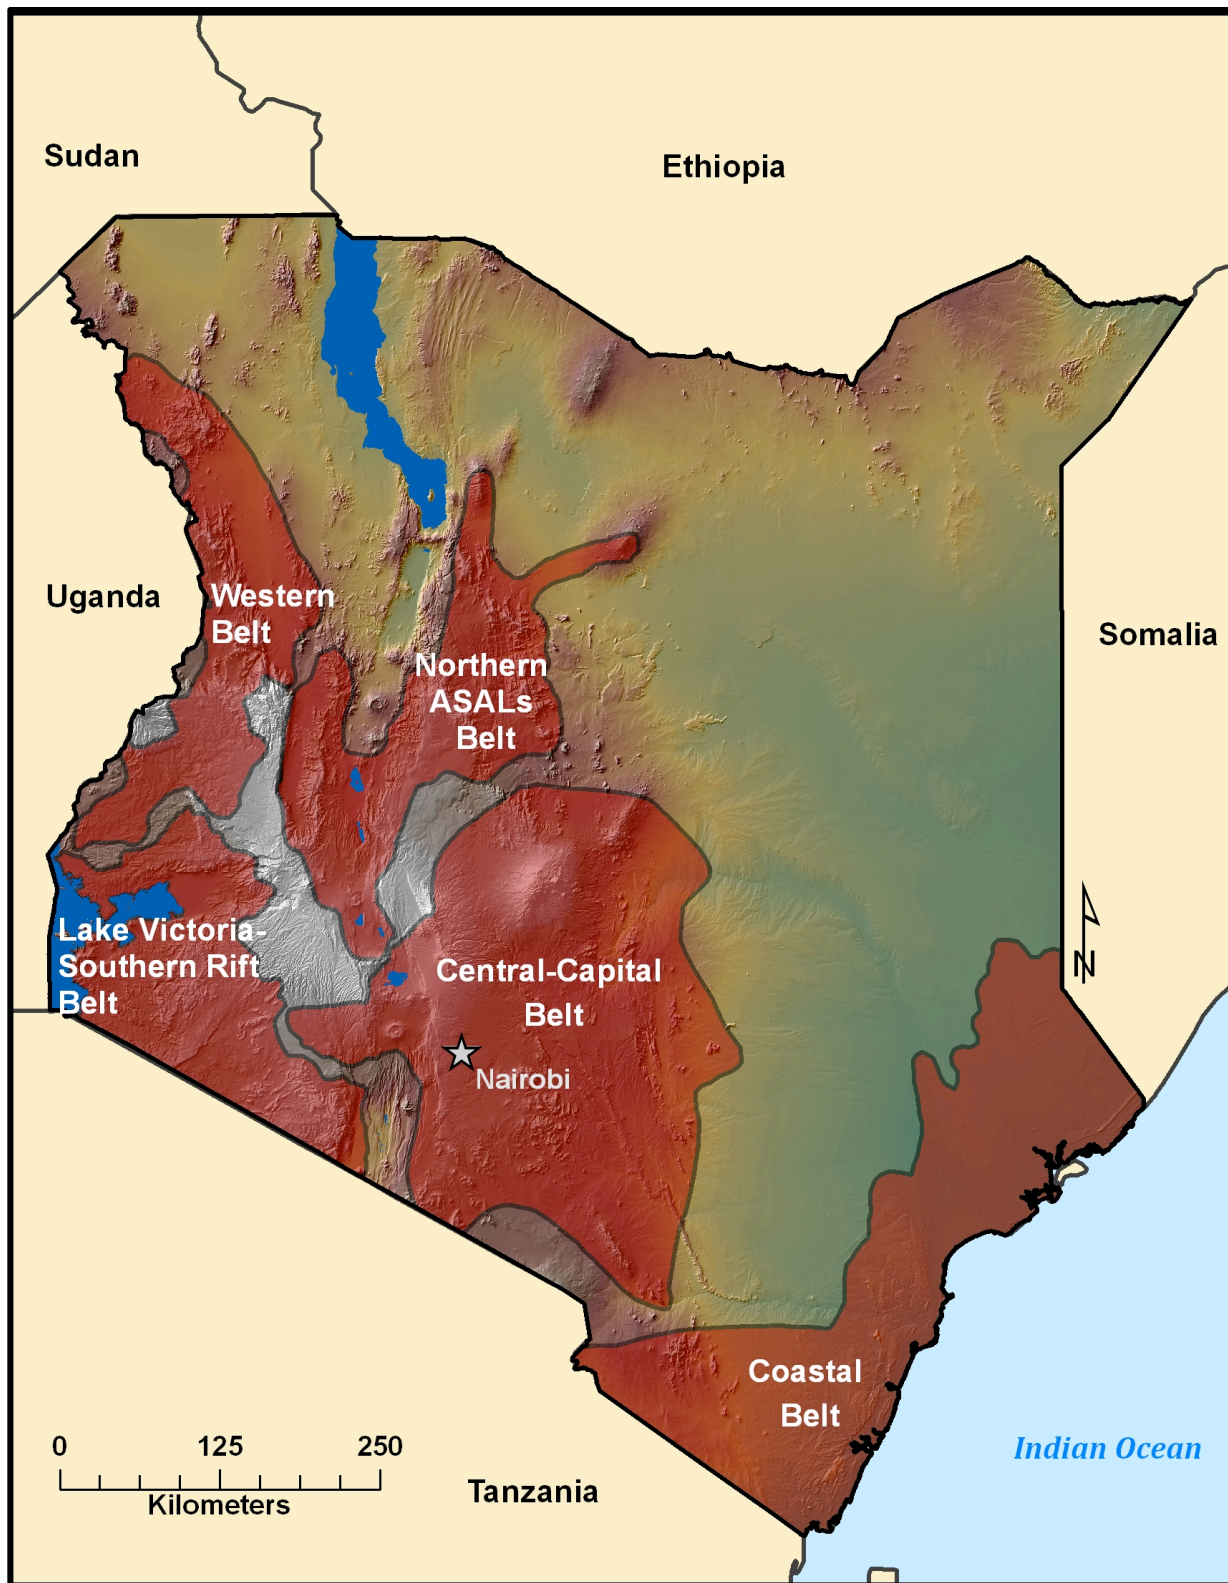 Sudan
Ethiopia
Uganda
Western
Belt
Somalia
Northern
ASALs
Belt
Lake Victoria-
Southern Rift
Belt
Central-Capital
Belt
N
Nairobi
Coastal
Belt
0 125 250
Kilometers
Tanzania
Indian Ocean